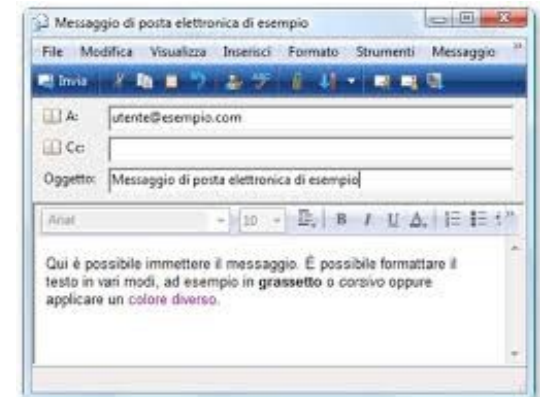 Messaggio di posta elettronica di esempio
File Modifica Visualizza Inserisci Formato Strumenti Messaggio »
Invia
A: utente@esempio.com
Cc:
Oggetto: Messaggio di posta elettronica di esempio
Arial 10 B I U A »
Qui è possibile immettere il messaggio. É possibile formattare il
testo in vari modi, ad esempio in grassetto o corsivo oppure
applicare un colore diverso.